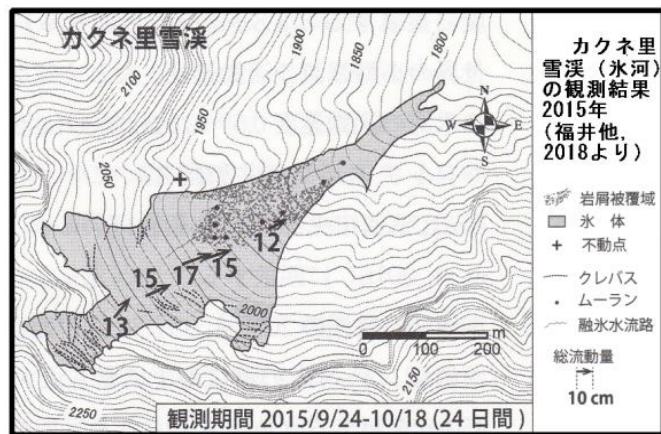 カクネ里雪渓
1900
1850
1800
2100
1950
2050
N
W E
S
15 17 15 12
13
2000
0 100 200 m
2150
2250
観測期間 2015/9/24-10/18 (24 日間)
カクネ里
雪渓（氷河）
の観測結果
2015年
(福井他,
2018より)
岩屑被覆域
氷 体
不動点
クレバス
ムーラン
融氷水流路
総流動量
10 cm